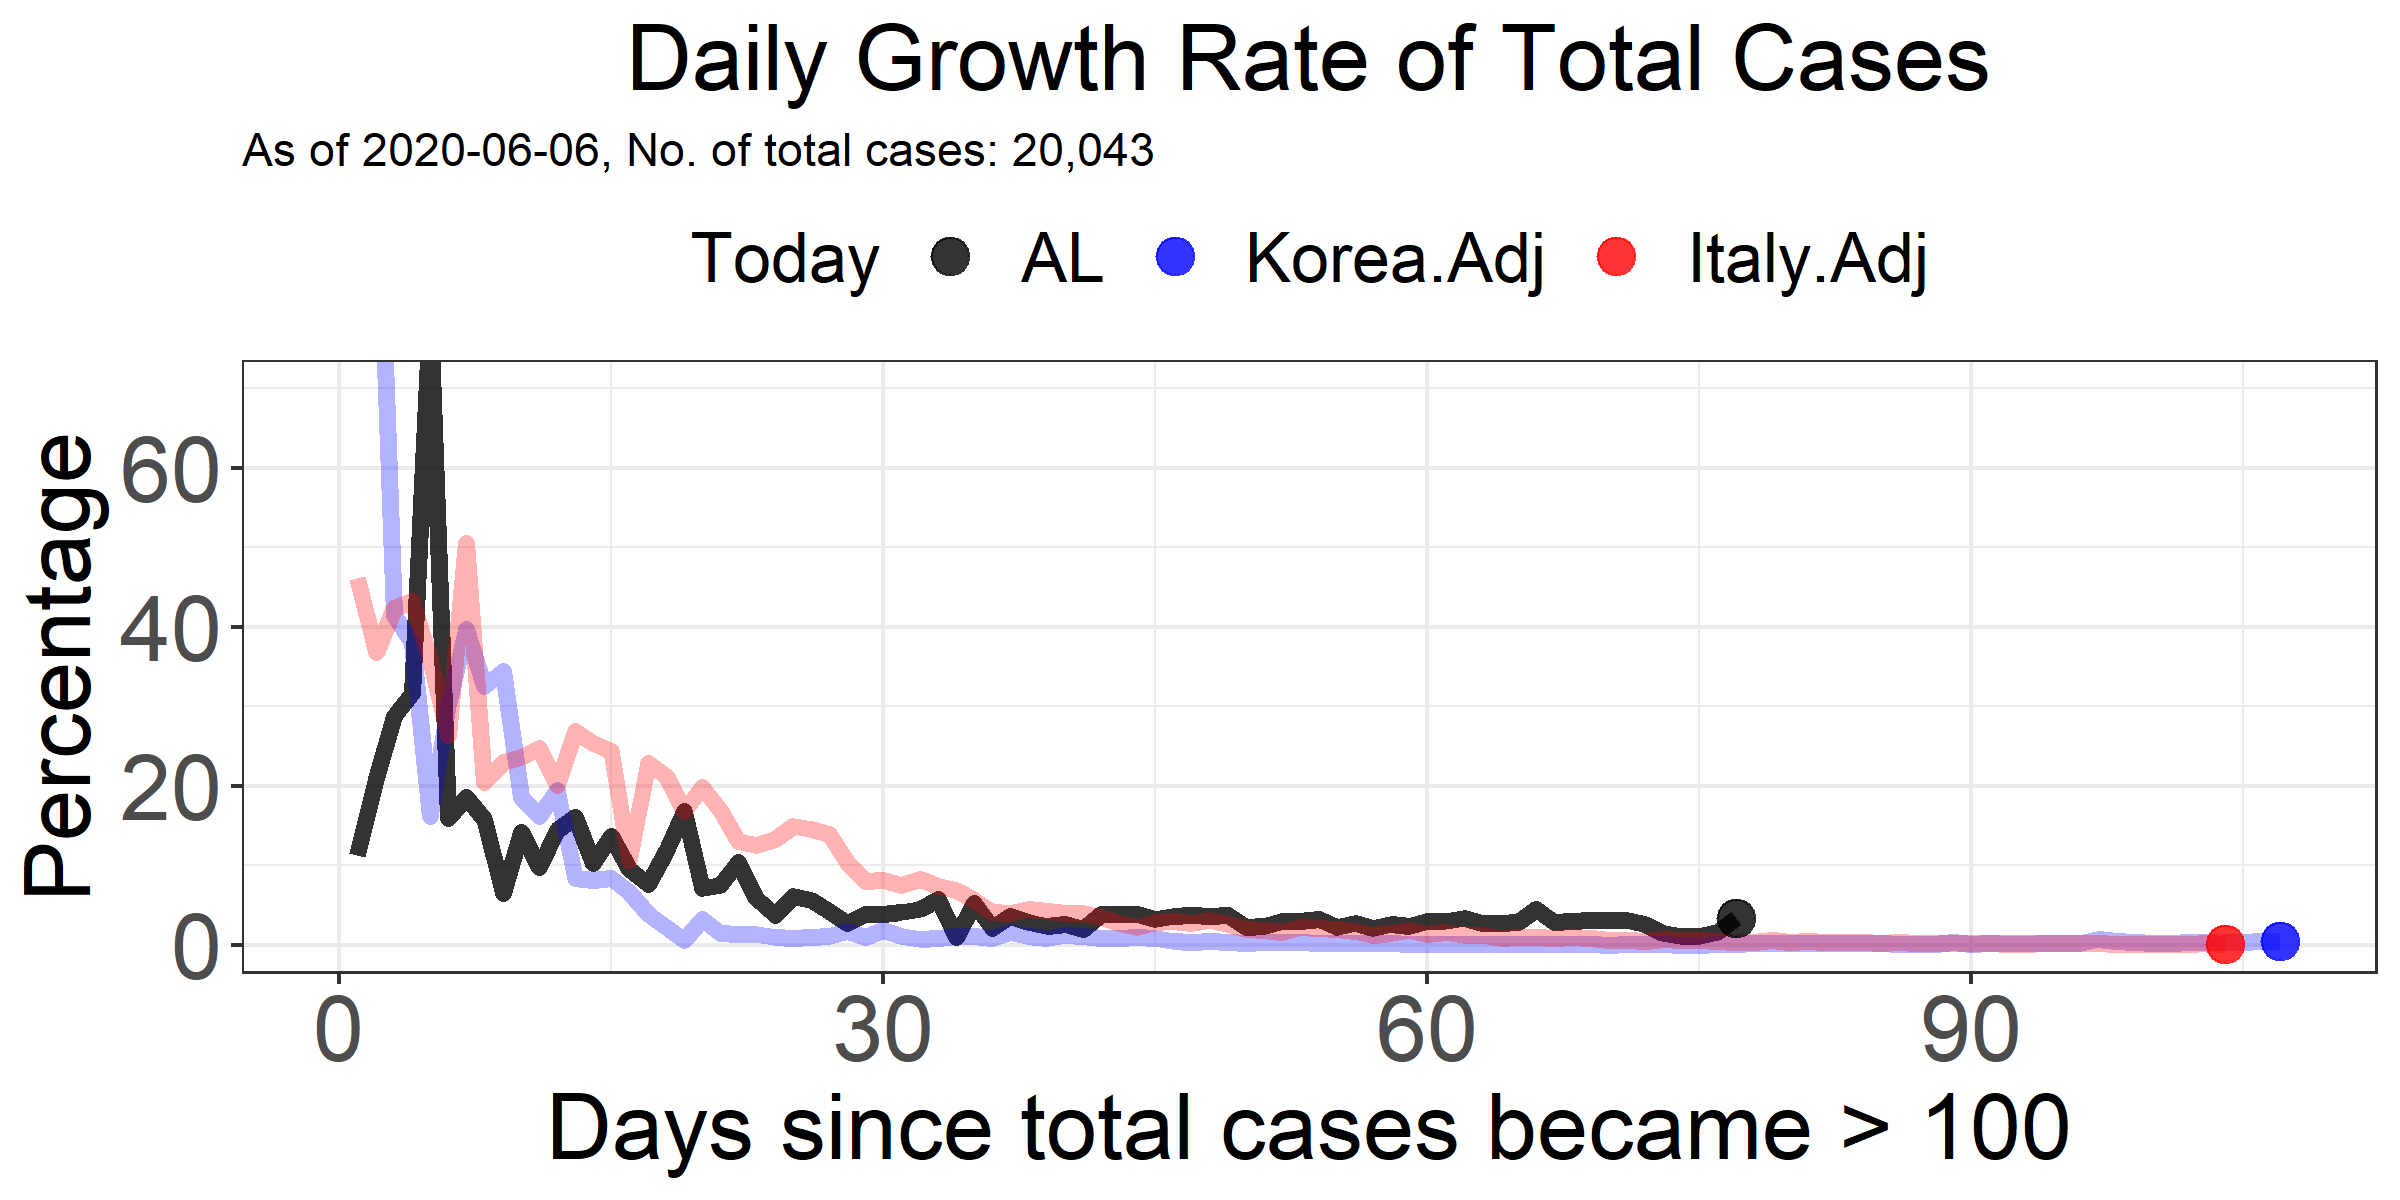 Daily Growth Rate of Total Cases
As of 2020-06-06, No. of total cases: 20,043
Today AL Korea.Adj Italy.Adj
Percentage
60
40
20
0
0 30 60 90
Days since total cases became > 100